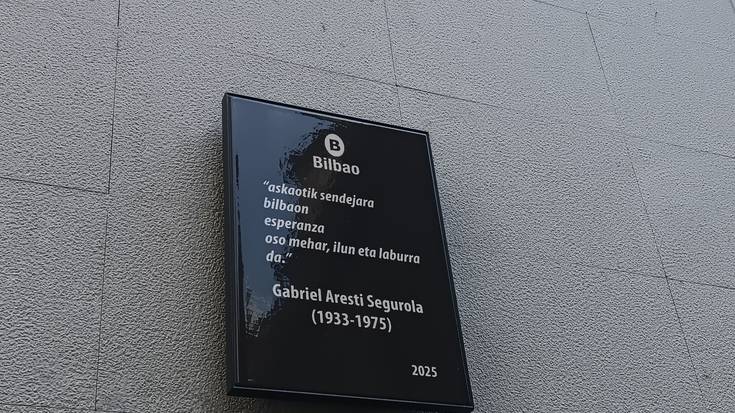 B
Bilbao
“askaotik sendejara
bilbaon
esperanza
oso mehar, ilun eta laburra
da.”
Gabriel Aresti Segurola
(1933-1975)
2025